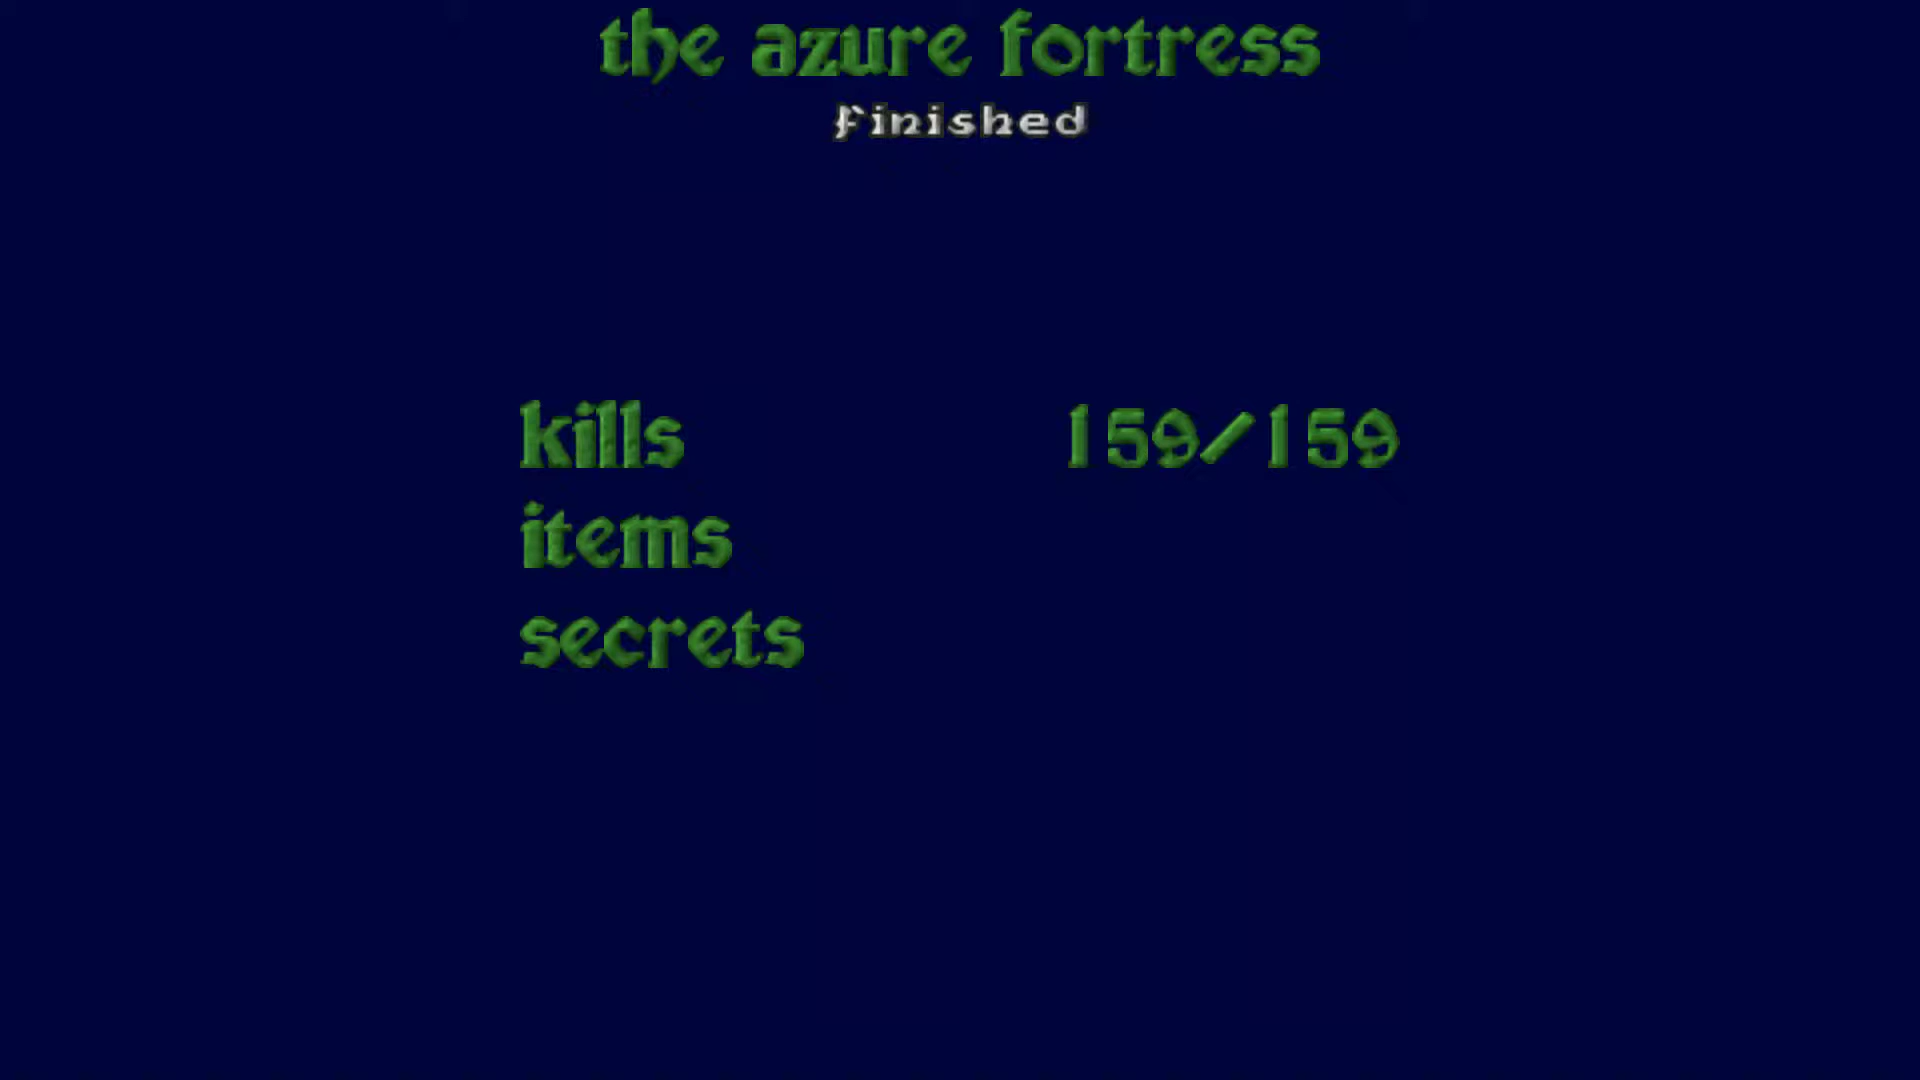 the azure fortress
finished
kills 159/159
items
secrets